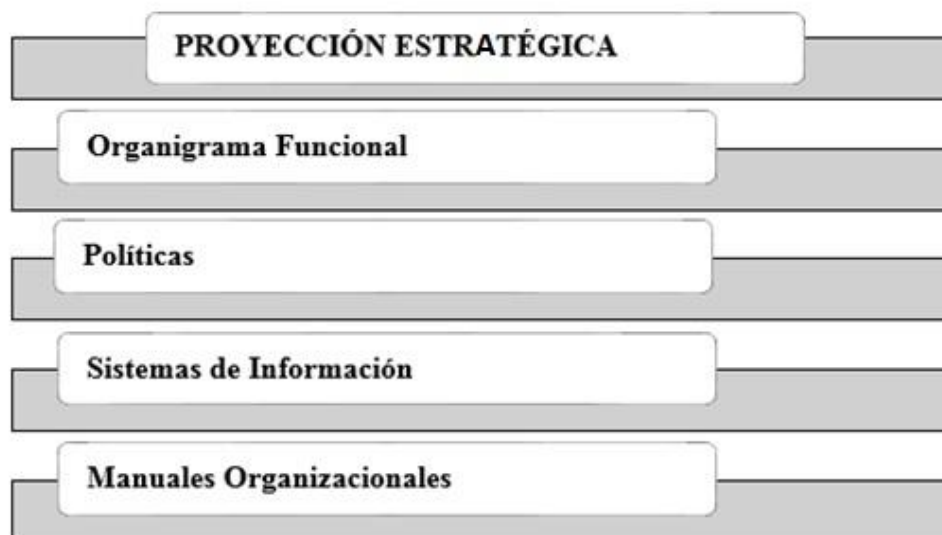 PROYECCIÓN ESTRATÉGICA
Organigrama Funcional
Políticas
Sistemas de Información
Manuales Organizacionales